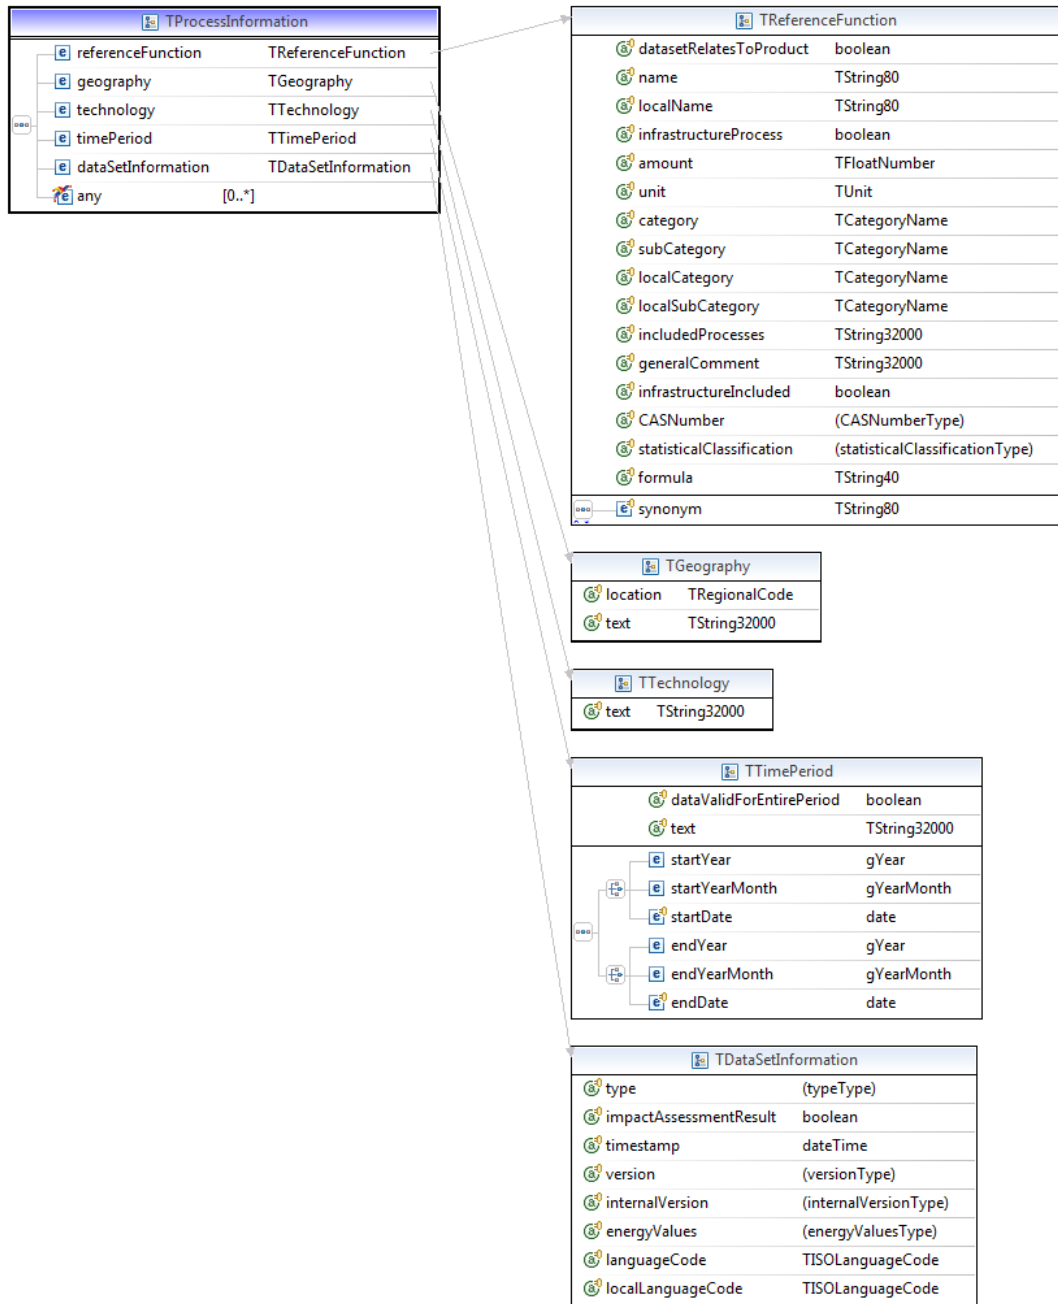 TProcessInformation
referenceFunction TReferenceFunction
geography TGeography
technology TTechnology
timePeriod TTimePeriod
dataSetInformation TDataSetInformation
any [0..*]
TReferenceFunction
datasetRelatesToProduct boolean
name TString80
localName TString80
infrastructureProcess boolean
amount TFloatNumber
unit TUnit
category TCategoryName
subCategory TCategoryName
localCategory TCategoryName
localSubCategory TCategoryName
includedProcesses TString32000
generalComment TString32000
infrastructureIncluded boolean
CASNumber (CASNumberType)
statisticalClassification (statisticalClassificationType)
formula TString40
synonym TString80
TGeography
location TRegionalCode
text TString32000
TTechnology
text TString32000
TTimePeriod
dataValidForEntirePeriod boolean
text TString32000
startYear gYear
startYearMonth gYearMonth
startDate date
endYear gYear
endYearMonth gYearMonth
endDate date
TDataSetInformation
type (typeType)
impactAssessmentResult boolean
timestamp dateTime
version (versionType)
internalVersion (internalVersionType)
energyValues (energyValuesType)
languageCode TISOLanguageCode
localLanguageCode TISOLanguageCode